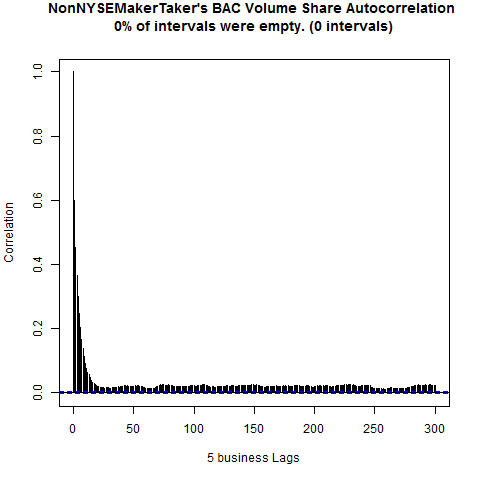 NonNYSEMakerTaker's BAC Volume Share Autocorrelation
0% of intervals were empty. (0 intervals)
Correlation
1.0
0.8
0.6
0.4
0.2
0.0
0 50 100 150 200 250 300
5 business Lags